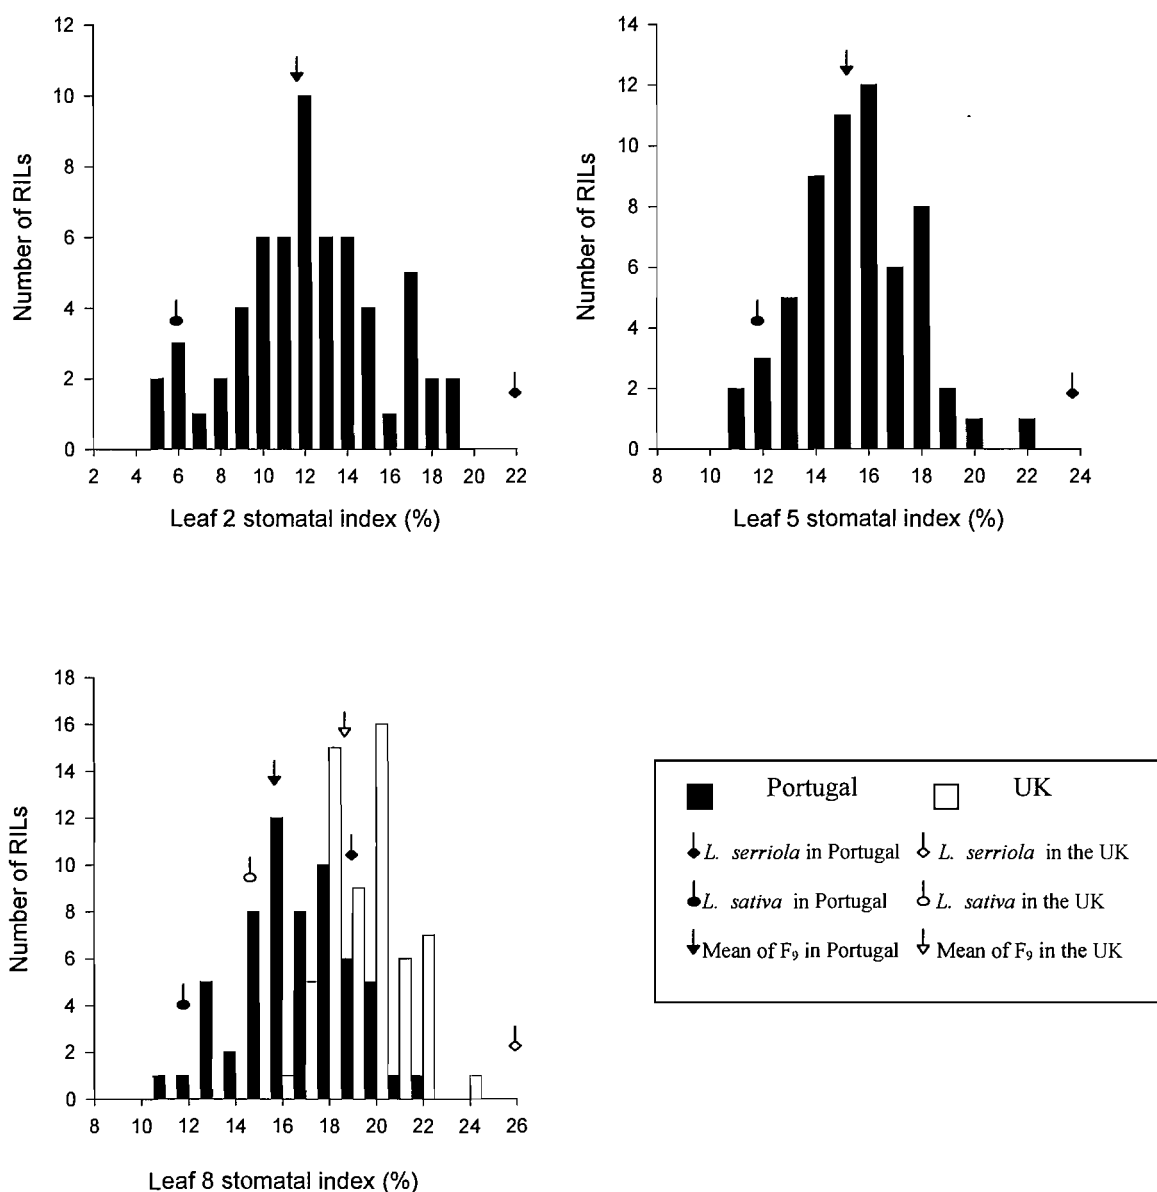 12
10
8
6
4
2
0
Number of RILs
2 4 6 8 10 12 14 16 18 20 22
Leaf 2 stomatal index (%)
14
12
10
8
6
4
2
0
Number of RILs
8 10 12 14 16 18 20 22 24
Leaf 5 stomatal index (%)
18
16
14
12
10
8
6
4
2
0
Number of RILs
8 10 12 14 16 18 20 22 24 26
Leaf 8 stomatal index (%)
Portugal UK
L. serriola in Portugal L. serriola in the UK
L. sativa in Portugal L. sativa in the UK
Mean of F₉ in Portugal Mean of F₉ in the UK